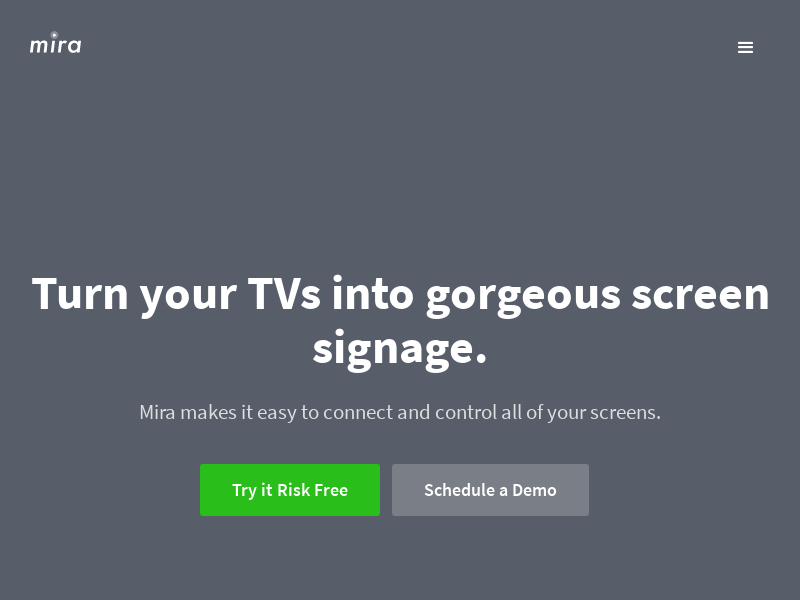 mira
Turn your TVs into gorgeous screen
signage.
Mira makes it easy to connect and control all of your screens.
Try it Risk Free
Schedule a Demo